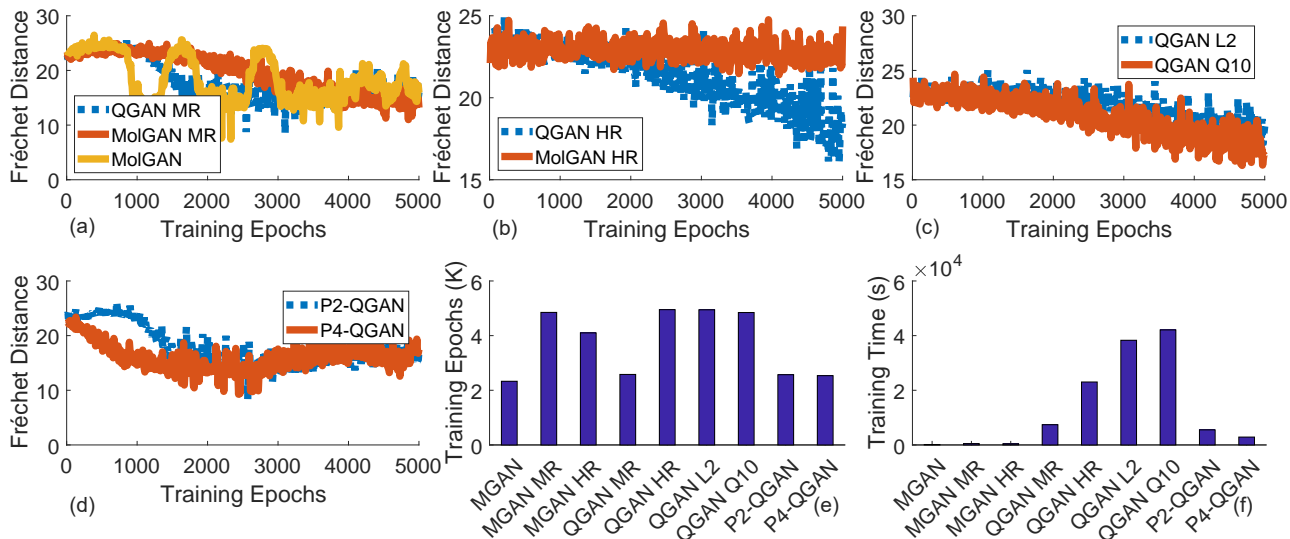 Fréchet Distance
30
20
10
0
QGAN MR
MolGAN MR
MolGAN
0 1000 2000 3000 4000 5000
(a) Training Epochs
Fréchet Distance
25
20
15
QGAN HR
MolGAN HR
0 1000 2000 3000 4000 5000
(b) Training Epochs
Fréchet Distance
30
25
20
15
QGAN L2
QGAN Q10
0 1000 2000 3000 4000 5000
(c) Training Epochs
Fréchet Distance
30
20
10
0
P2-QGAN
P4-QGAN
0 1000 2000 3000 4000 5000
(d) Training Epochs
Training Epochs (K)
6
4
2
0
MGAN
MGAN MR
MGAN HR
QGAN MR
QGAN HR
QGAN L2
QGAN Q10
P2-QGAN
P4-QGAN
(e)
×10^4
Training Time (s)
6
4
2
0
MGAN
MGAN MR
MGAN HR
QGAN MR
QGAN HR
QGAN L2
QGAN Q10
P2-QGAN
P4-QGAN
(f)